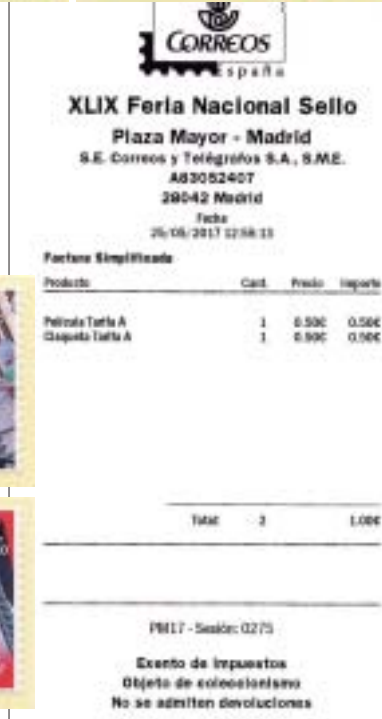 CORREOS
España
XLIX Feria Nacional Sello
Plaza Mayor - Madrid
S.E. Correos y Telégrafos S.A., S.M.E.
A83052407
28042 Madrid
Fecha
25/05/2017 12:58:13
Factura Simplificada
Producto Cant. Precio Importe
Película Tarifa A 1 0.50€ 0.50€
Claqueta Tarifa A 1 0.50€ 0.50€
Total: 2 1.00€
PM17 - Sesión: 0275
Exento de impuestos
Objeto de coleccionismo
No se admiten devoluciones